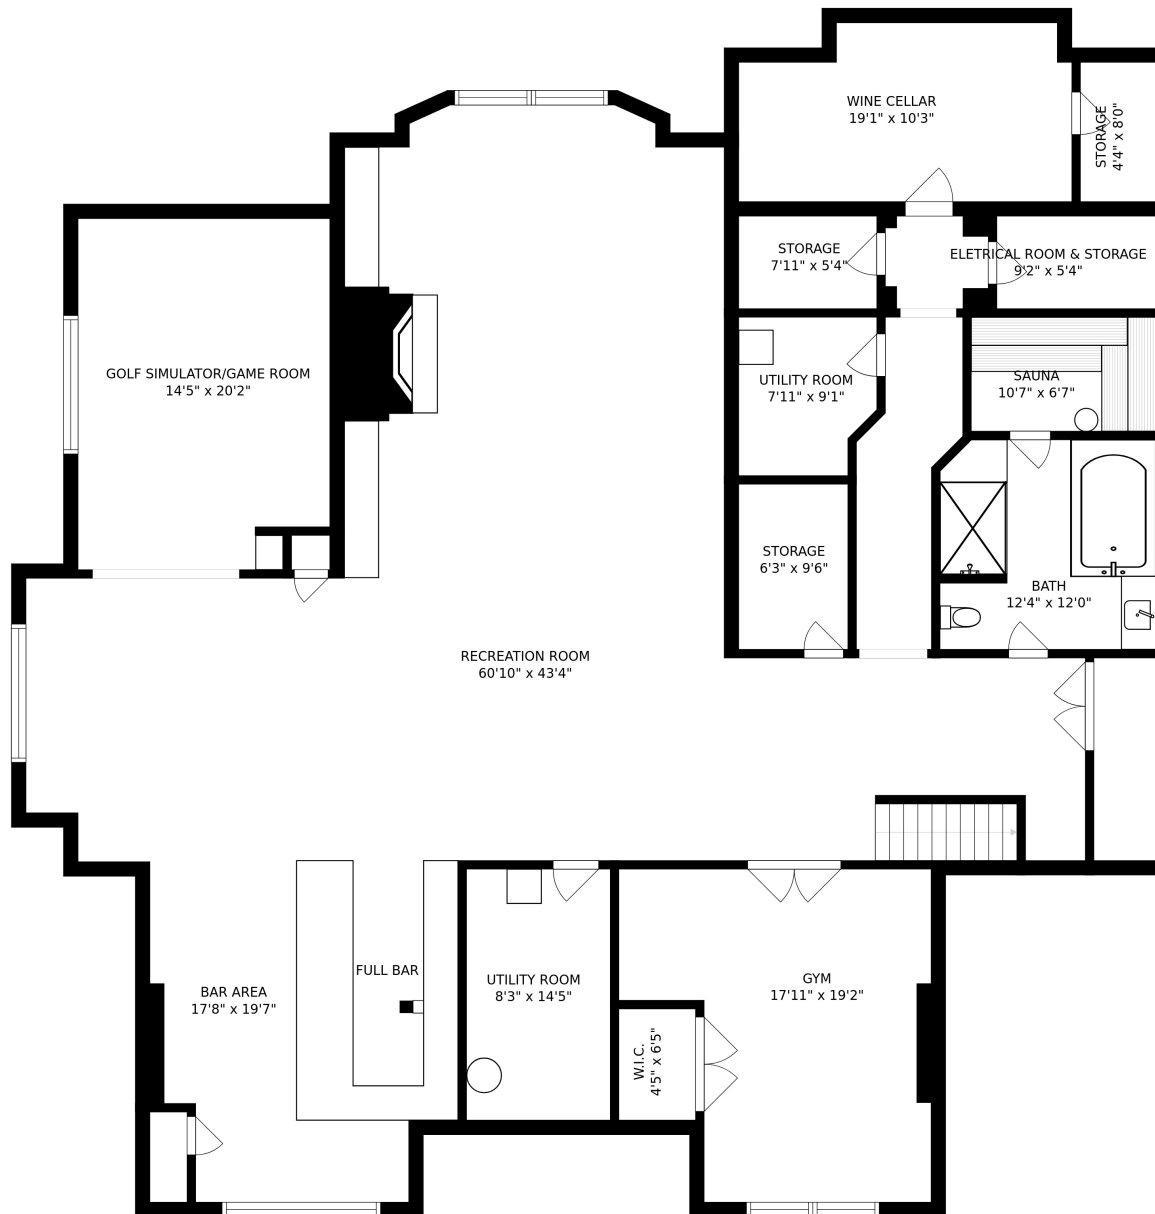 WINE CELLAR
19'1" x 10'3"
STORAGE
4'4" x 8'0"
STORAGE
7'11" x 5'4"
ELETRICAL ROOM & STORAGE
9'2" x 5'4"
GOLF SIMULATOR/GAME ROOM
14'5" x 20'2"
UTILITY ROOM
7'11" x 9'1"
SAUNA
10'7" x 6'7"
STORAGE
6'3" x 9'6"
BATH
12'4" x 12'0"
RECREATION ROOM
60'10" x 43'4"
FULL BAR
BAR AREA
17'8" x 19'7"
UTILITY ROOM
8'3" x 14'5"
GYM
17'11" x 19'2"
W.I.C.
4'5" x 6'5"